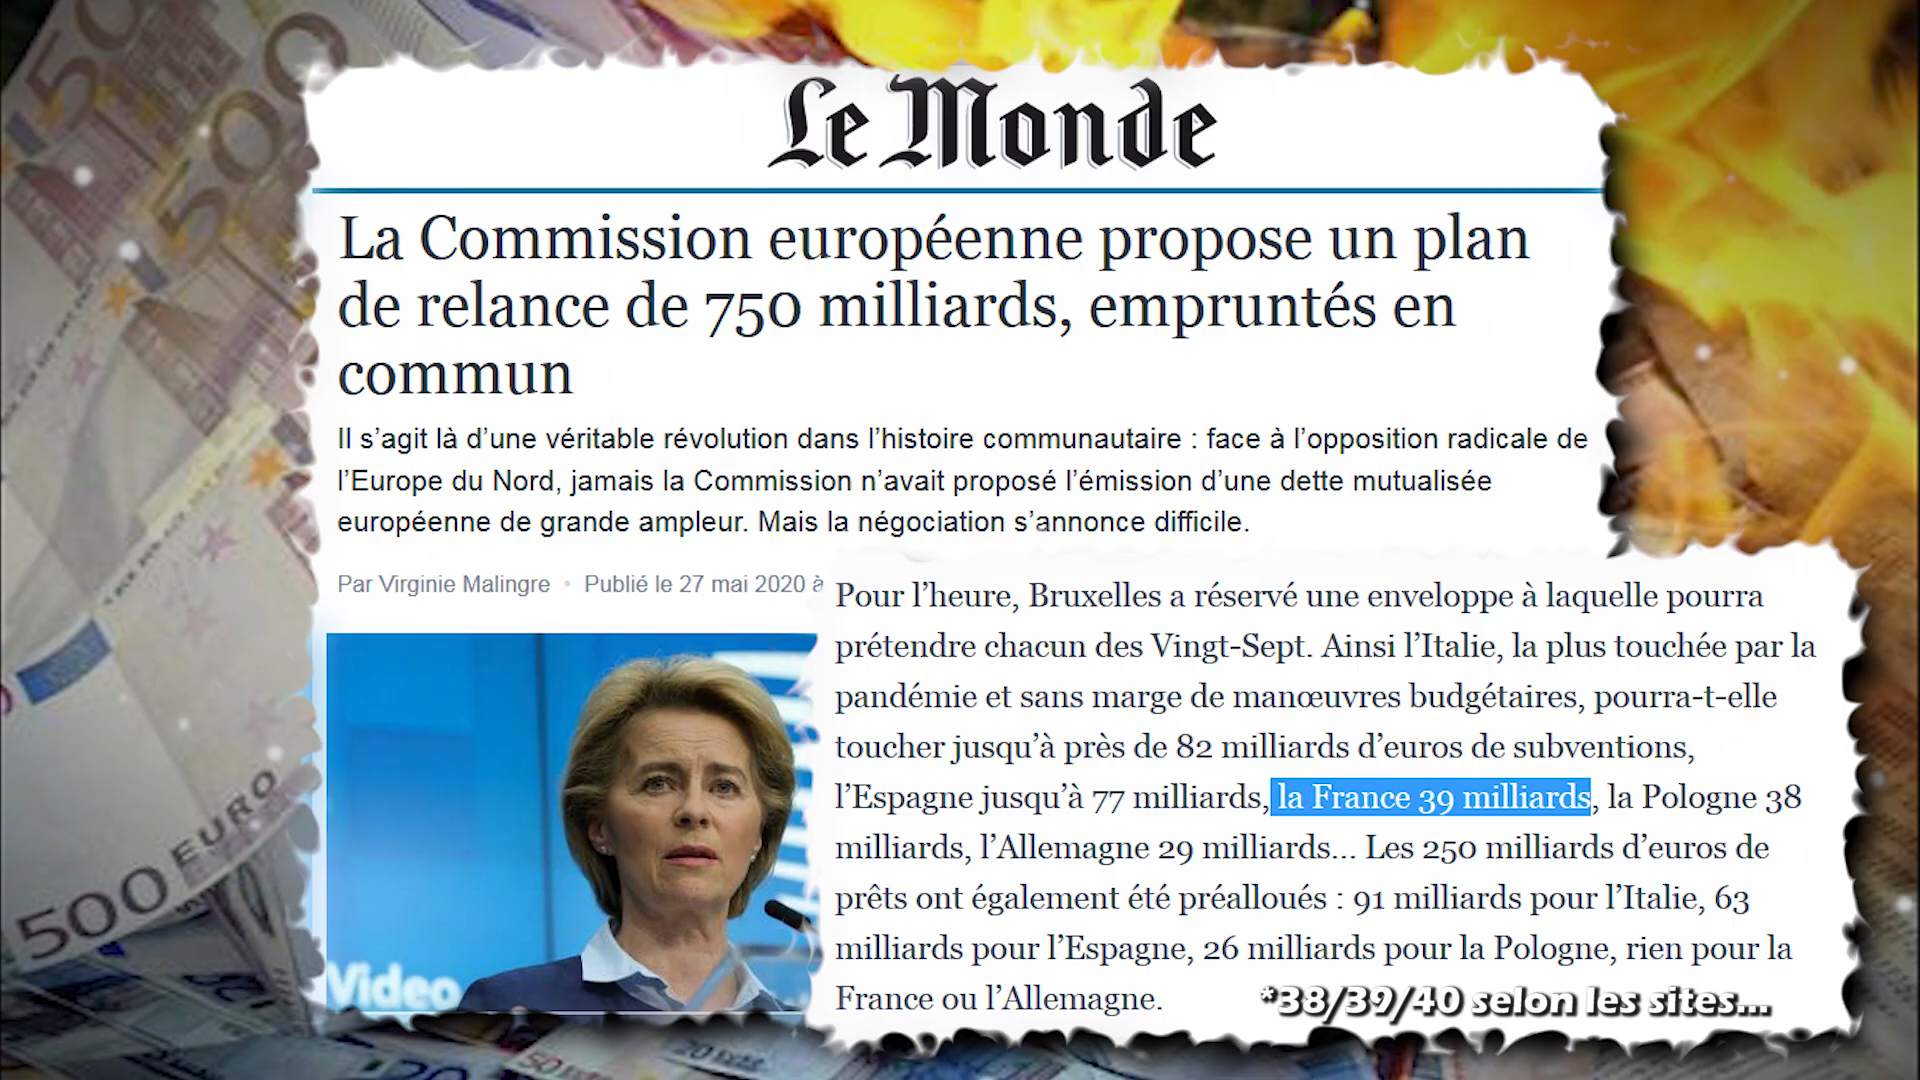 Le Monde
La Commission européenne propose un plan
de relance de 750 milliards, empruntés en
commun
Il s’agit là d’une véritable révolution dans l’histoire communautaire : face à l’opposition radicale de
l’Europe du Nord, jamais la Commission n’avait proposé l’émission d’une dette mutualisée
européenne de grande ampleur. Mais la négociation s’annonce difficile.
Par Virginie Malingre • Publié le 27 mai 2020 à
Pour l’heure, Bruxelles a réservé une enveloppe à laquelle pourra
prétendre chacun des Vingt-Sept. Ainsi l’Italie, la plus touchée par la
pandémie et sans marge de manœuvres budgétaires, pourra-t-elle
toucher jusqu’à près de 82 milliards d’euros de subventions,
l’Espagne jusqu’à 77 milliards, la France 39 milliards, la Pologne 38
milliards, l’Allemagne 29 milliards… Les 250 milliards d’euros de
prêts ont également été préalloués : 91 milliards pour l’Italie, 63
milliards pour l’Espagne, 26 milliards pour la Pologne, rien pour la
France ou l’Allemagne.
*38/39/40 selon les sites...
Video
500 EURO
500
50
20